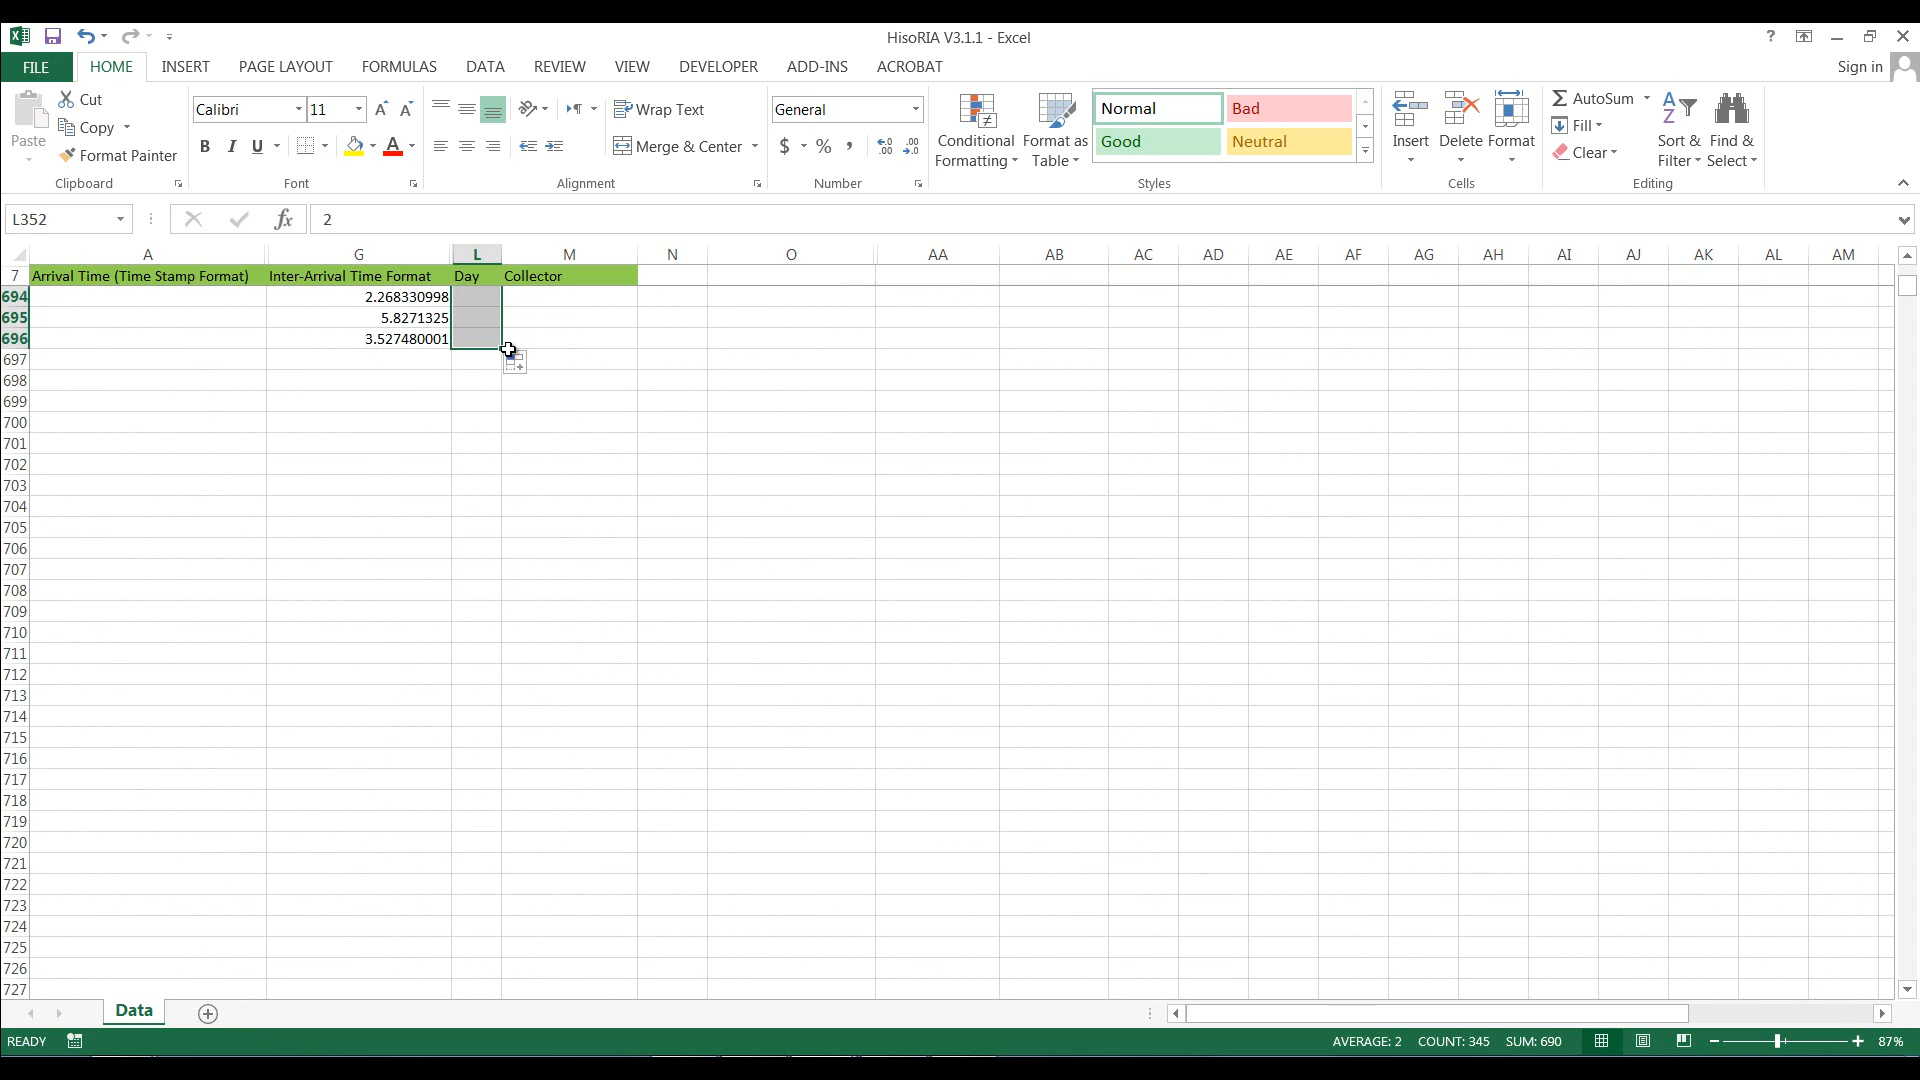 HisoRIA V3.1.1 - Excel
FILE HOME INSERT PAGE LAYOUT FORMULAS DATA REVIEW VIEW DEVELOPER ADD-INS ACROBAT Sign in
Paste Cut Copy Format Painter
Calibri 11
B I U
Wrap Text
Merge & Center
General
$ % ,
Conditional Formatting
Format as Table
Normal Bad
Good Neutral
Insert Delete Format
AutoSum
Fill
Clear
Sort & Filter
Find & Select
Clipboard Font Alignment Number Styles Cells Editing
L352 fx 2
A G L M N O AA AB AC AD AE AF AG AH AI AJ AK AL AM
7 Arrival Time (Time Stamp Format) Inter-Arrival Time Format Day Collector
694 2.268330998
695 5.8271325
696 3.527480001
697
698
699
700
701
702
703
704
705
706
707
708
709
710
711
712
713
714
715
716
717
718
719
720
721
722
723
724
725
726
727
Data
READY AVERAGE: 2 COUNT: 345 SUM: 690 87%